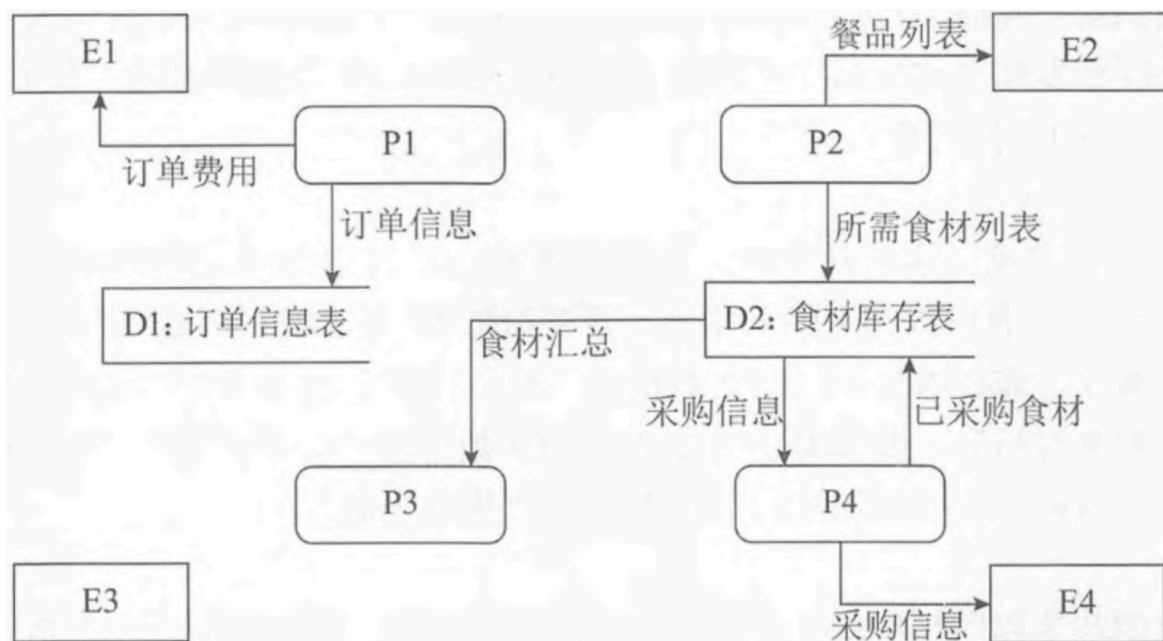 E1
餐品列表
E2
P1
P2
订单费用
订单信息
所需食材列表
D1: 订单信息表
D2: 食材库存表
食材汇总
采购信息
已采购食材
P3
P4
E3
采购信息
E4